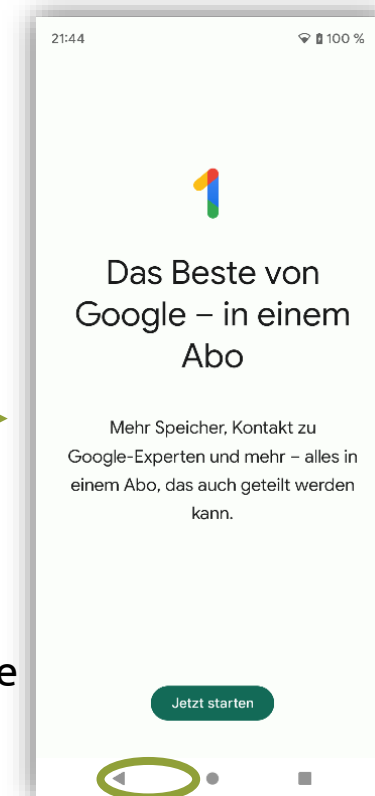 21:44 100 %
Das Beste von
Google – in einem
Abo
Mehr Speicher, Kontakt zu
Google-Experten und mehr – alles in
einem Abo, das auch geteilt werden
kann.
e
Jetzt starten